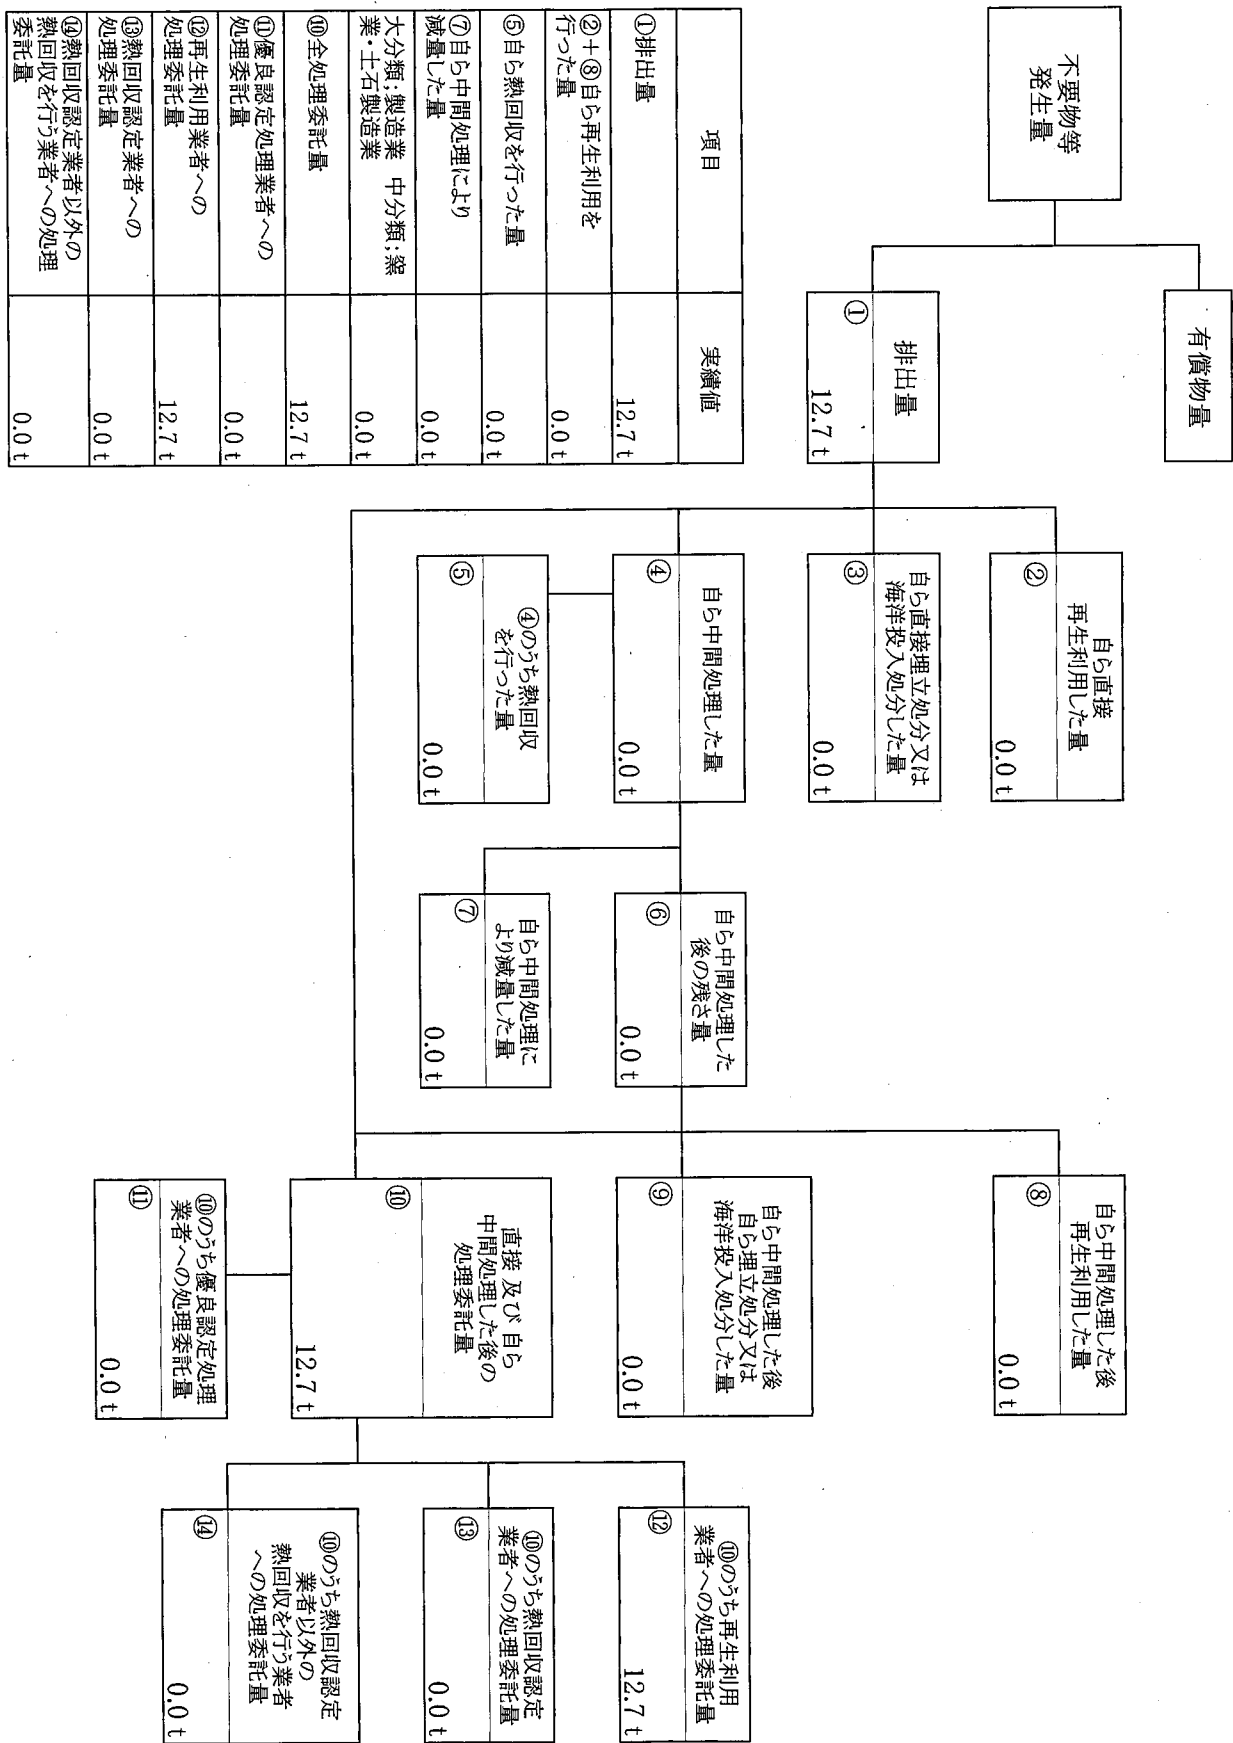 不要物等
発生量
有償物量
排出量
①
12.7 t
自ら直接
再生利用した量
②
0.0 t
自ら直接埋立処分又は
海洋投入処分した量
③
0.0 t
自ら中間処理した量
④
0.0 t
④のうち熱回収
を行った量
⑤
0.0 t
自ら中間処理した
後の残さ量
⑥
0.0 t
自ら中間処理に
より減量した量
⑦
0.0 t
自ら中間処理した後
再生利用した量
⑧
0.0 t
自ら中間処理した後
自ら埋立処分又は
海洋投入処分した量
⑨
0.0 t
直接 及び 自ら
中間処理した後の
処理委託量
⑩
12.7 t
⑩のうち優良認定処理
業者への処理委託量
⑪
0.0 t
⑩のうち再生利用
業者への処理委託量
⑫
12.7 t
⑩のうち熱回収認定
業者への処理委託量
⑬
0.0 t
⑩のうち熱回収認定
業者以外の
熱回収を行う業者
への処理委託量
⑭
0.0 t
項目 実績値
①排出量 12.7 t
②＋⑧自ら再生利用を
行った量 0.0 t
⑤自ら熱回収を行った量 0.0 t
⑦自ら中間処理により
減量した量 0.0 t
大分類；製造業 中分類；窯
業・土石製造業 0.0 t
⑩全処理委託量 12.7 t
⑪優良認定処理業者への
処理委託量 0.0 t
⑫再生利用業者への
処理委託量 12.7 t
⑬熱回収認定業者への
処理委託量 0.0 t
⑭熱回収認定業者以外の
熱回収を行う業者への処理
委託量 0.0 t